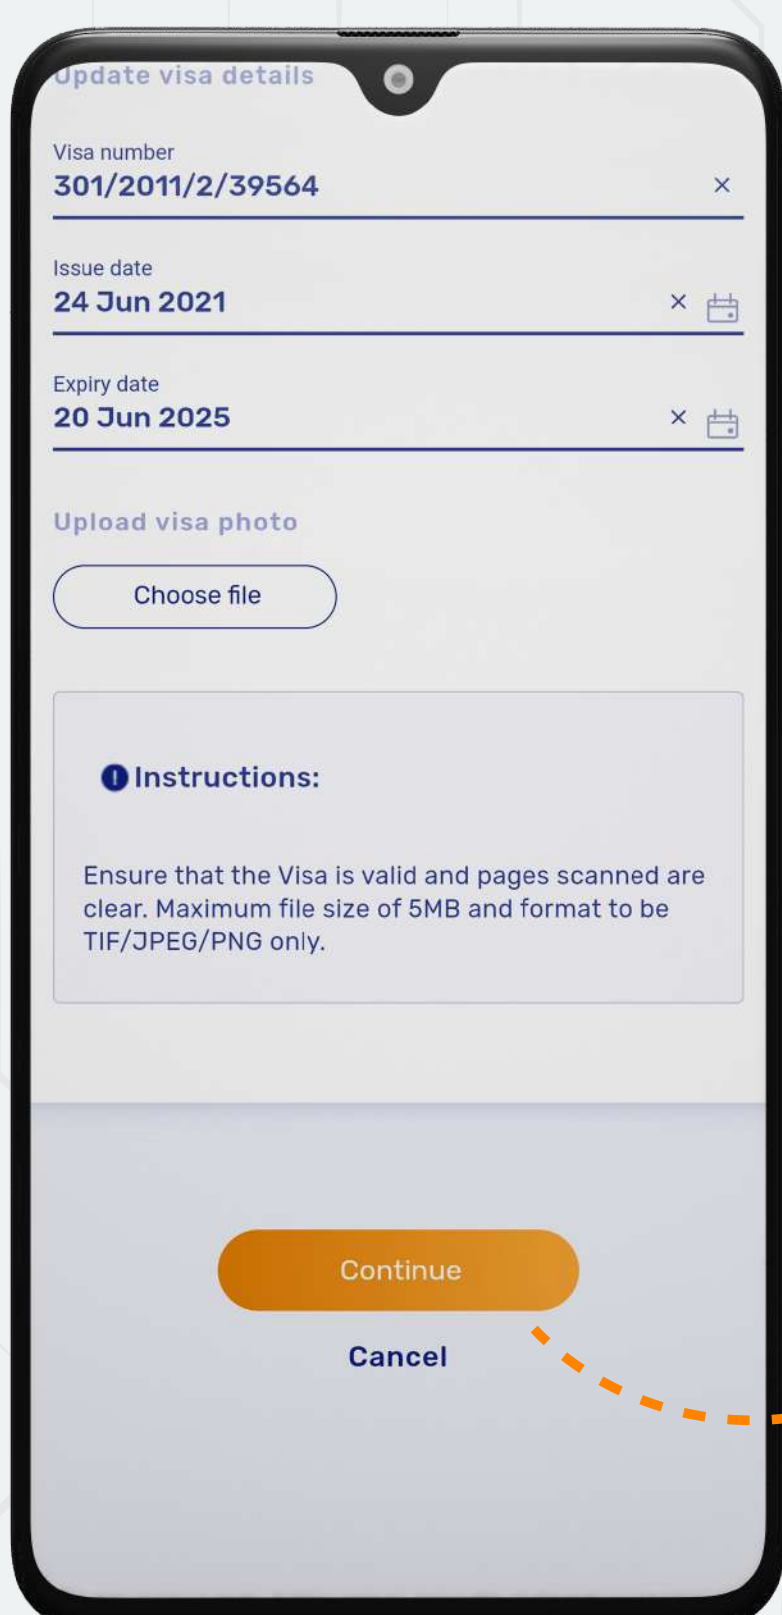 Update visa details
Visa number
301/2011/2/39564
Issue date
24 Jun 2021
Expiry date
20 Jun 2025
Upload visa photo
Choose file
Instructions:
Ensure that the Visa is valid and pages scanned are
clear. Maximum file size of 5MB and format to be
TIF/JPEG/PNG only.
Continue
Cancel